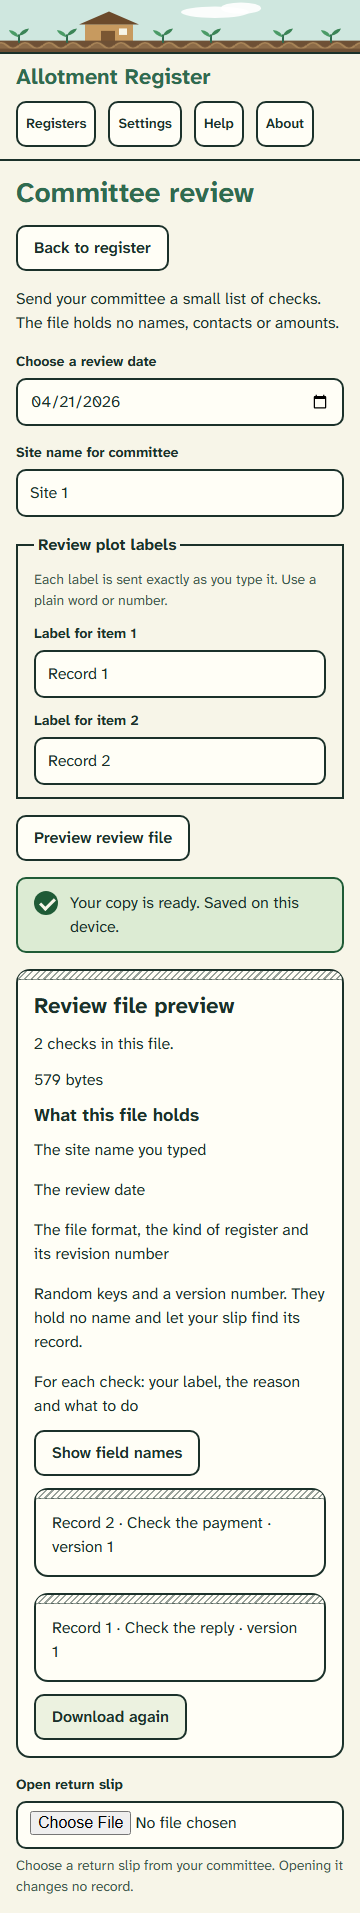 Allotment Register
Registers
Settings
Help
About
Committee review
Back to register
Send your committee a small list of checks.
The file holds no names, contacts or amounts.
Choose a review date
04/21/2026
Site name for committee
Site 1
Review plot labels
Each label is sent exactly as you type it. Use a
plain word or number.
Label for item 1
Record 1
Label for item 2
Record 2
Preview review file
Your copy is ready. Saved on this
device.
Review file preview
2 checks in this file.
579 bytes
What this file holds
The site name you typed
The review date
The file format, the kind of register and
its revision number
Random keys and a version number. They
hold no name and let your slip find its
record.
For each check: your label, the reason
and what to do
Show field names
Record 2 · Check the payment ·
version 1
Record 1 · Check the reply · version
1
Download again
Open return slip
Choose File No file chosen
Choose a return slip from your committee. Opening it
changes no record.